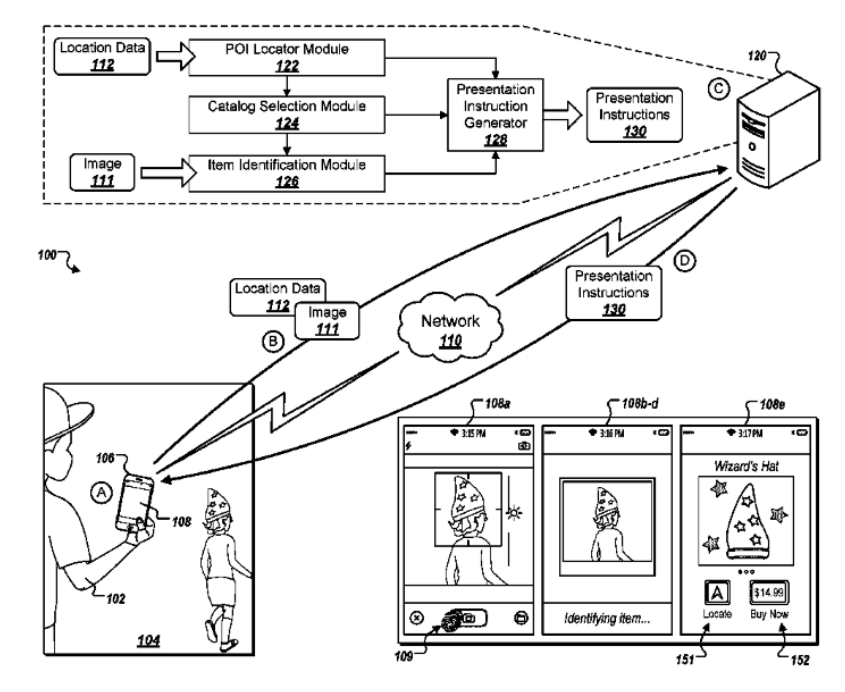 Location Data
112
POI Locator Module
122
Catalog Selection Module
124
Image
111
Item Identification Module
126
Presentation
Instruction
Generator
128
Presentation
Instructions
130
C
120
100
Location Data
112
Image
111
B
Network
110
Presentation
Instructions
130
D
106
A
108
102
104
108a
3:15 PM
109
108b-d
3:16 PM
Identifying item...
108e
3:17 PM
Wizard's Hat
A
$14.99
Locate
Buy Now
151
152